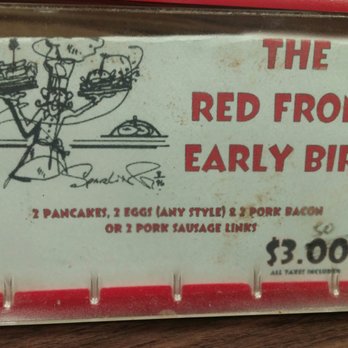 THE
RED FRO
EARLY BIR
2 PANCAKES, 2 EGGS (ANY STYLE) & 2 PORK BACON
OR 2 PORK SAUSAGE LINKS
50
$3.00
ALL TAXES INCLUDED